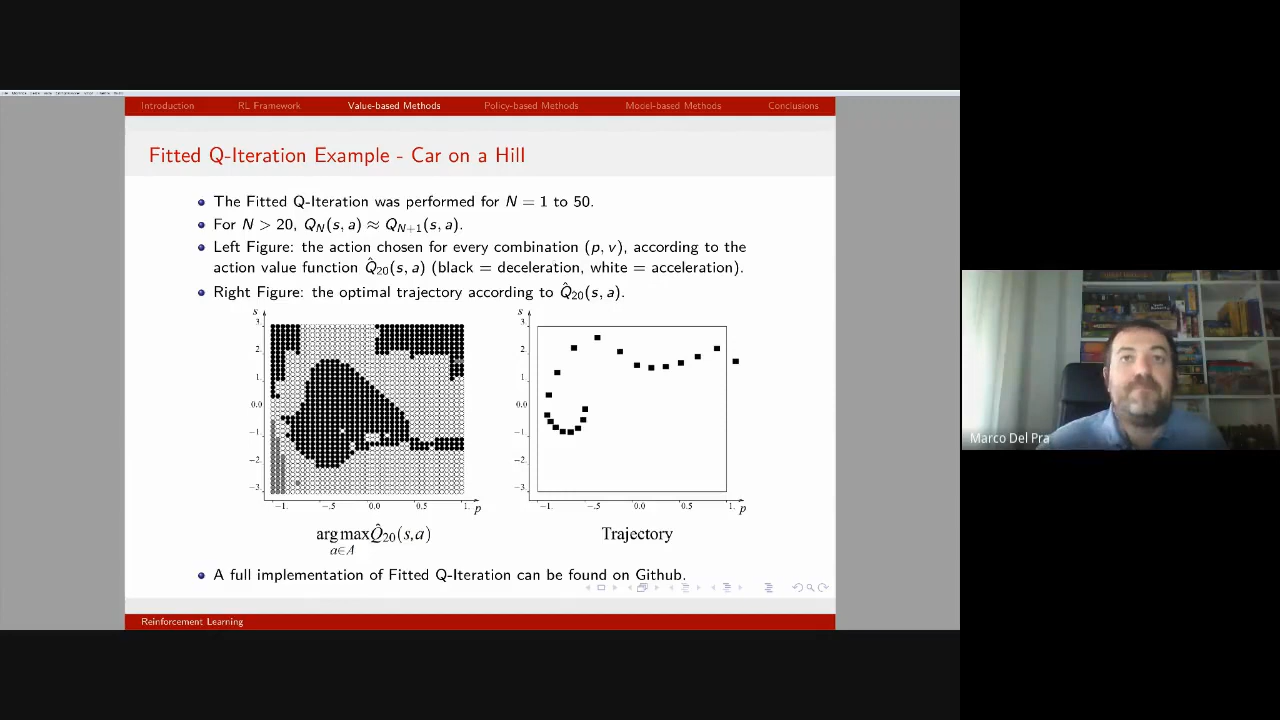 Introduction RL Framework Value-based Methods Policy-based Methods Model-based Methods Conclusions
Fitted Q-Iteration Example - Car on a Hill
The Fitted Q-Iteration was performed for N = 1 to 50.
For N > 20, Q_N(s, a) ≈ Q_{N+1}(s, a).
Left Figure: the action chosen for every combination (p, v), according to the
action value function Q̂₂₀(s, a) (black = deceleration, white = acceleration).
Right Figure: the optimal trajectory according to Q̂₂₀(s, a).
s
3.
2
1
0.0
−1
−2
−3.
−1. −.5 0.0 0.5 1. p
arg max Q̂₂₀(s,a)
a∈A
s
3.
2
1
0.0
−1
−2
−3.
−1. −.5 0.0 0.5 1. p
Trajectory
A full implementation of Fitted Q-Iteration can be found on Github.
Reinforcement Learning
Marco Del Pra